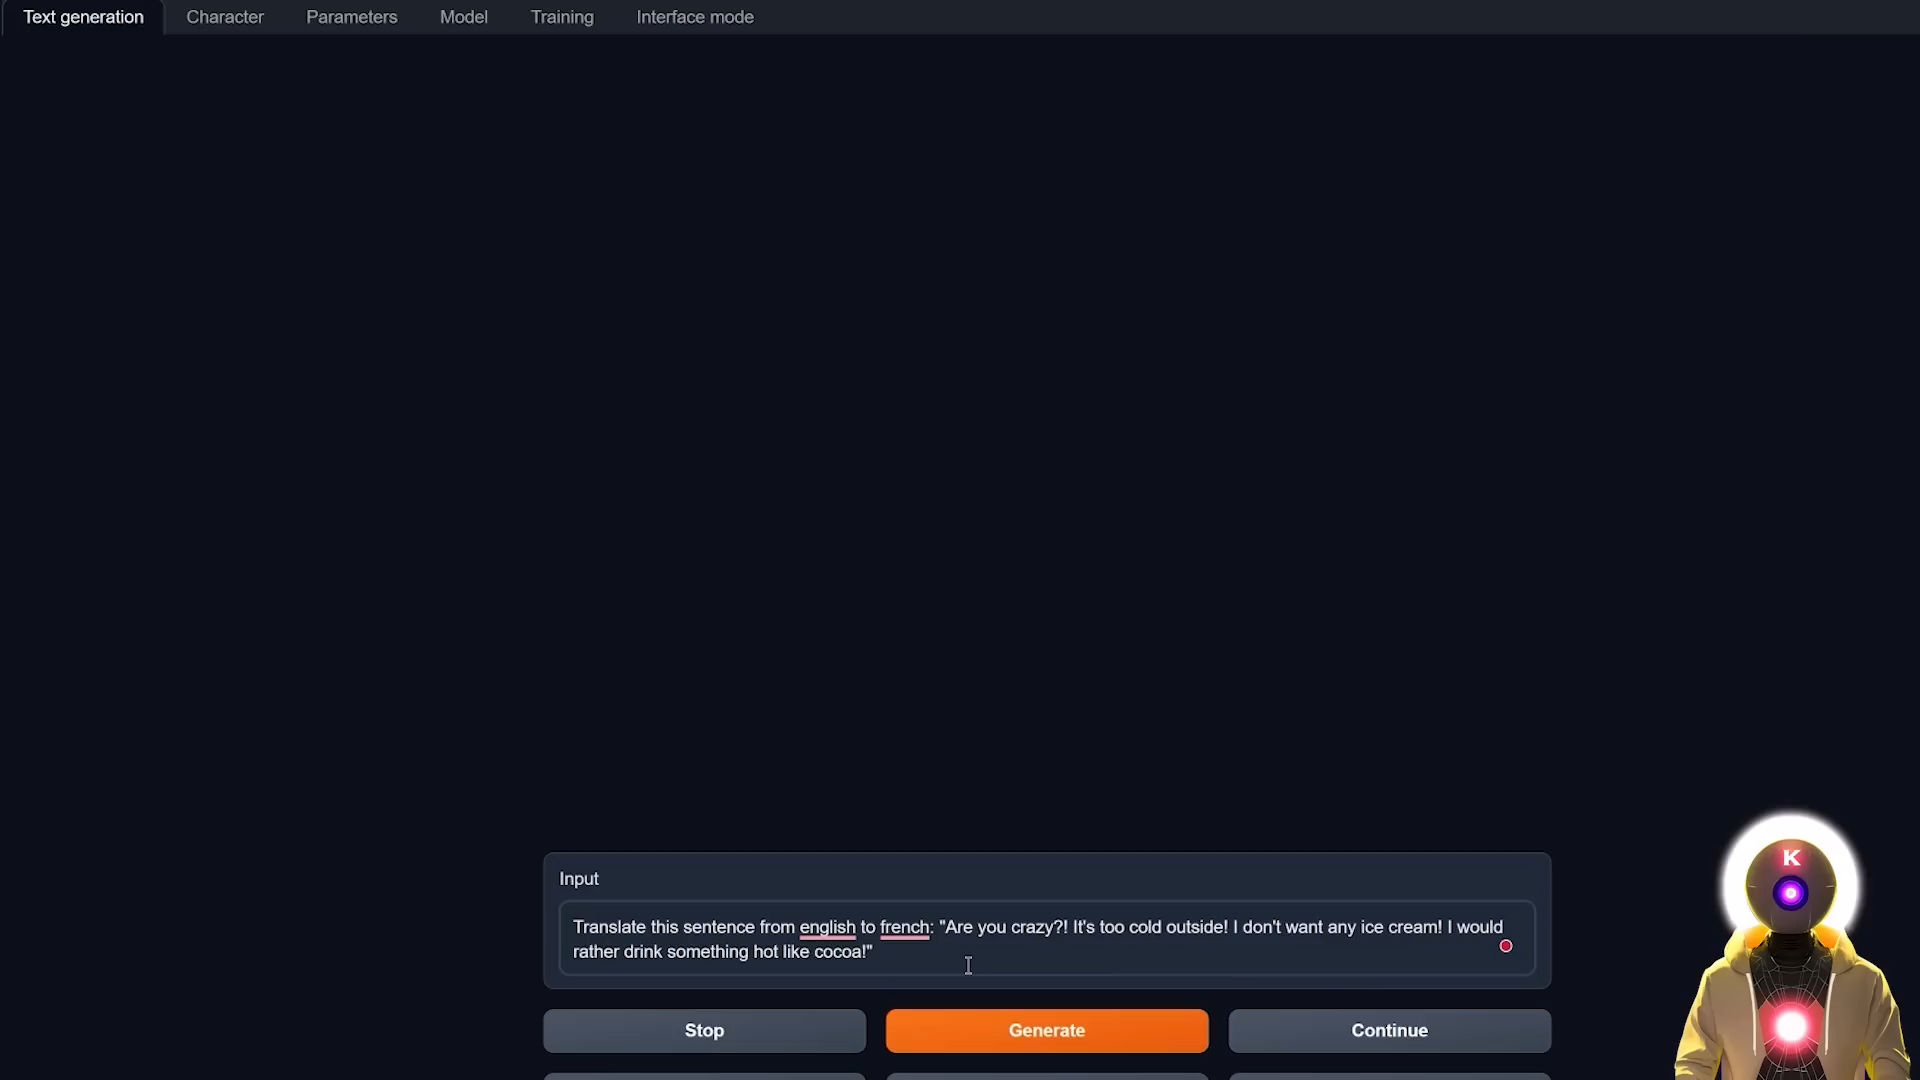 Text generation Character Parameters Model Training Interface mode
Input
Translate this sentence from english to french: "Are you crazy?! It's too cold outside! I don't want any ice cream! I would
rather drink something hot like cocoa!"
Stop Generate Continue
K